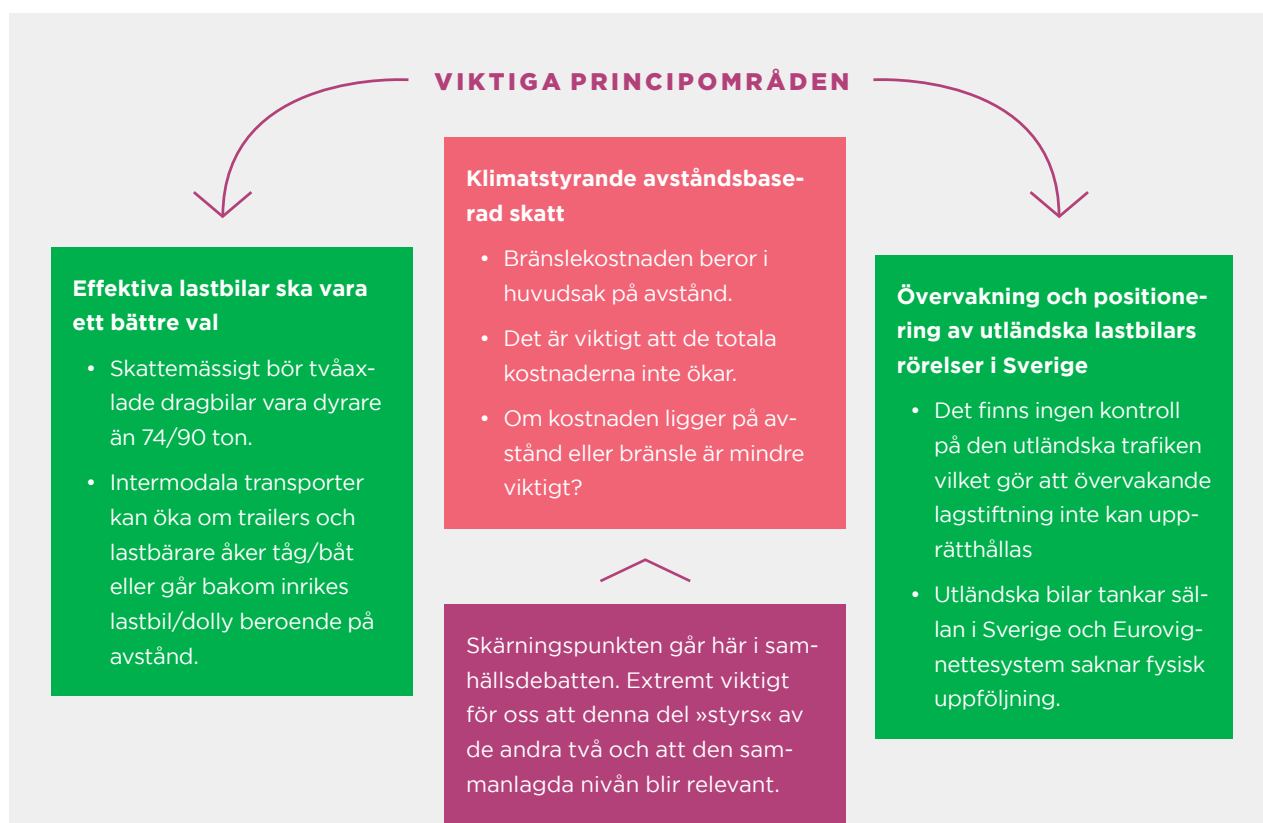 VIKTIGA PRINCIPOMRÅDEN
Effektiva lastbilar ska vara
ett bättre val
• Skattemässigt bör tvåax-
lade dragbilar vara dyrare
än 74/90 ton.
• Intermodala transporter
kan öka om trailers och
lastbärare åker tåg/båt
eller går bakom inrikes
lastbil/dolly beroende på
avstånd.
Klimatstyrande avståndsbase-
rad skatt
• Bränslekostnaden beror i
huvudsak på avstånd.
• Det är viktigt att de totala
kostnaderna inte ökar.
• Om kostnaden ligger på av-
stånd eller bränsle är mindre
viktigt?
Skärningspunkten går här i sam-
hällsdebatten. Extremt viktigt
för oss att denna del »styrs« av
de andra två och att den sam-
manlagda nivån blir relevant.
Övervakning och positione-
ring av utländska lastbilars
rörelser i Sverige
• Det finns ingen kontroll
på den utländska trafiken
vilket gör att övervakande
lagstiftning inte kan upp-
rätthållas
• Utländska bilar tankar säl-
lan i Sverige och Eurovig-
nettesystem saknar fysisk
uppföljning.